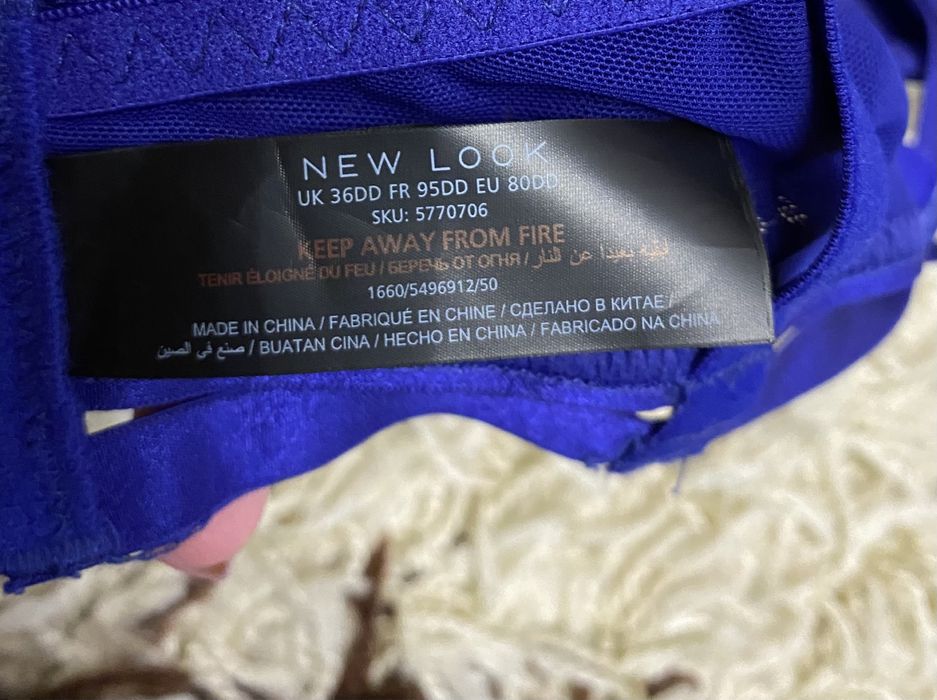 NEW LOOK
UK 36DD FR 95DD EU 80DD
SKU: 5770706
KEEP AWAY FROM FIRE
TENIR ÉLOIGNÉ DU FEU / БЕРЕЧЬ ОТ ОГНЯ / إبقيه بعيدا عن النار /
1660/5496912/50
MADE IN CHINA / FABRIQUÉ EN CHINE / СДЕЛАНО В КИТАЕ /
صنع في الصين / BUATAN CINA / HECHO EN CHINA / FABRICADO NA CHINA